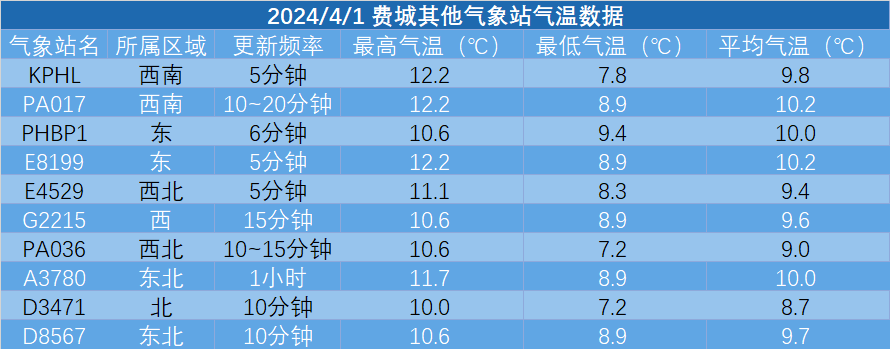 2024/4/1 费城其他气象站气温数据
气象站名 所属区域 更新频率 最高气温（℃） 最低气温（℃） 平均气温（℃）
KPHL 西南 5分钟 12.2 7.8 9.8
PA017 西南 10~20分钟 12.2 8.9 10.2
PHBP1 东 6分钟 10.6 9.4 10.0
E8199 东 5分钟 12.2 8.9 10.2
E4529 西北 5分钟 11.1 8.3 9.4
G2215 西 15分钟 10.6 8.9 9.6
PA036 西北 10~15分钟 10.6 7.2 9.0
A3780 东北 1小时 11.7 8.9 10.0
D3471 北 10分钟 10.0 7.2 8.7
D8567 东北 10分钟 10.6 8.9 9.7